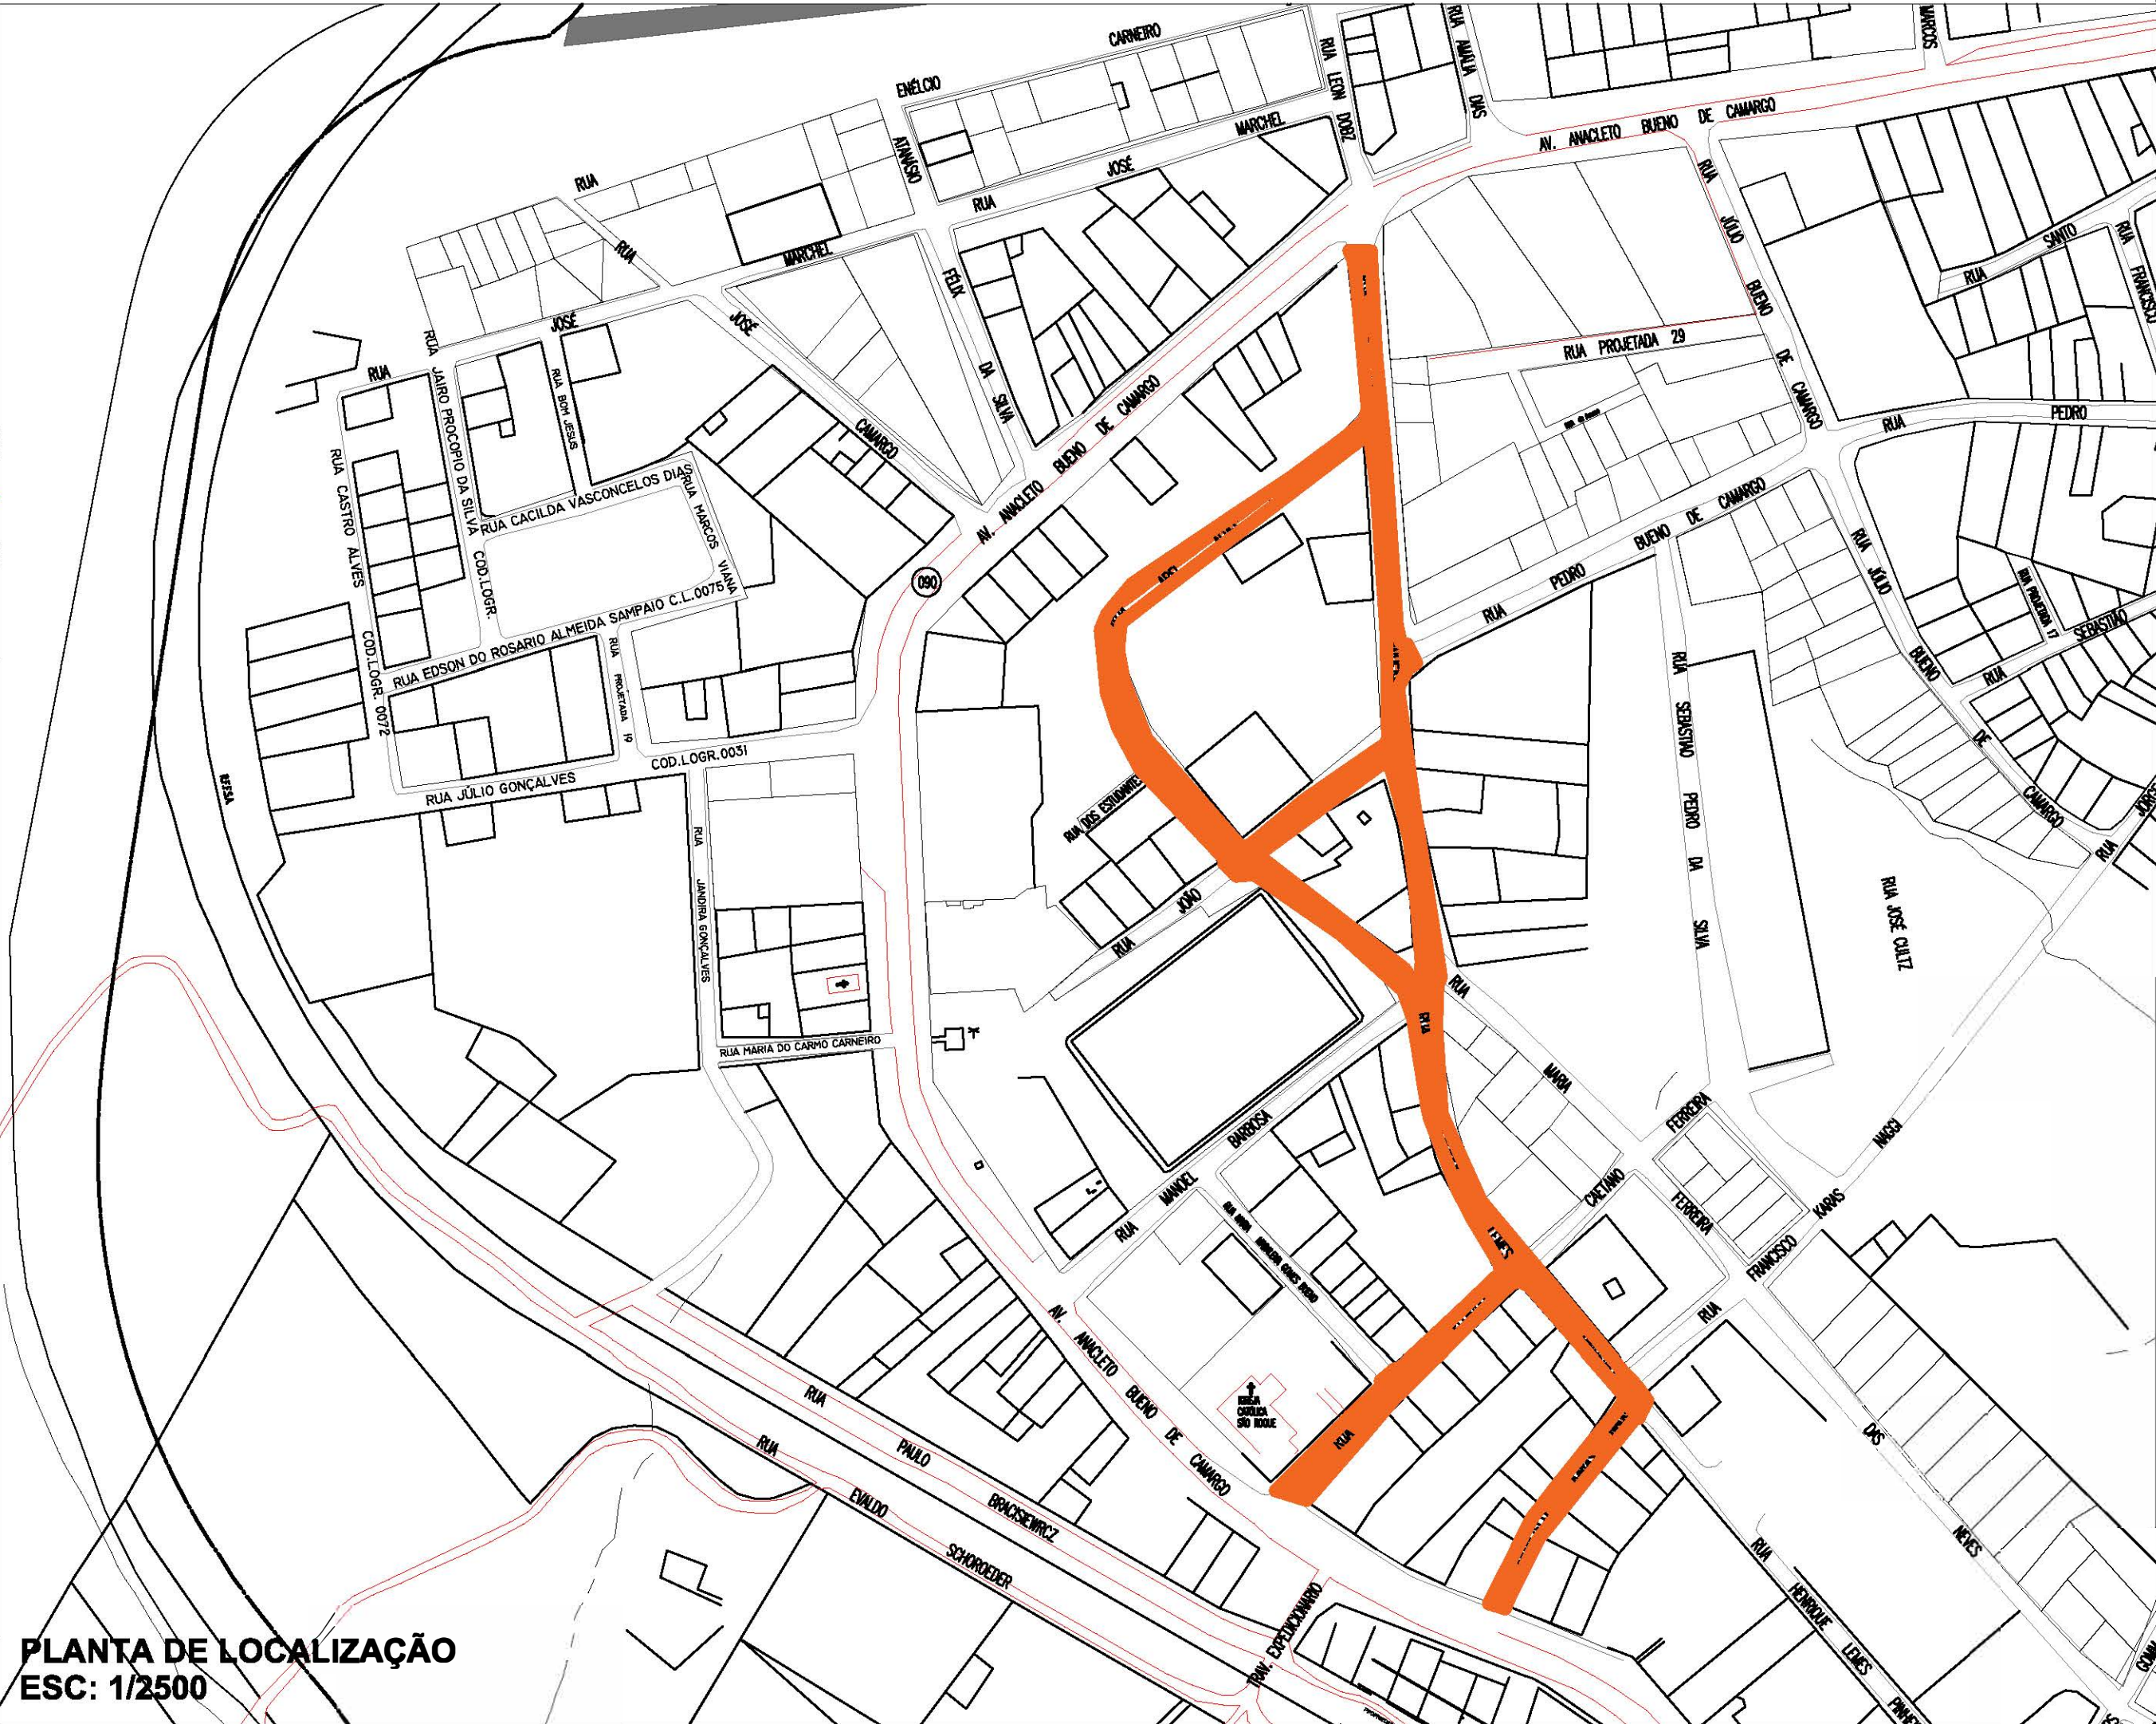 CARNEIRO
ENÉLCIO
RUA LEON DOBZ
RUA AMÁLIA DIAS
MARCOS
AV. ANACLETO BUENO DE CAMARGO
ATANÁSIO
MARCHEL
JOSÉ
RUA
RUA
RUA
MARCHEL
JOSÉ
FÉLIX DA SILVA
JOSÉ
CAMARGO
RUA
RUA JAIRO PROCOPIO DA SILVA COD.LOGR.
RUA BOM JESUS
RUA CASTRO ALVES COD.LOGR. 0072
RUA CACILDA VASCONCELOS DIAS
RUA MARCOS VIANA
RUA EDSON DO ROSARIO ALMEIDA SAMPAIO C.L.0075
RUA PROJETADA 19
COD.LOGR.0031
RUA JÚLIO GONÇALVES
RUA JANDIRA GONÇALVES
RUA MARIA DO CARMO CARNEIRO
RFFSA
AV. ANACLETO BUENO DE CAMARGO
090
RUA JÚLIO BUENO DE CAMARGO
RUA PROJETADA 29
RUA SANTO
RUA FRANCISCO
RUA PEDRO
RUA PEDRO BUENO DE CAMARGO
RUA JÚLIO BUENO DE CAMARGO
RUA PROJETADA 17
RUA SEBASTIÃO
RUA JORGE
RUA SEBASTIAO PEDRO DA SILVA
RUA JOSÉ CULTZ
RUA DOS ESTUDANTES
RUA JOÃO
RUA
RUA MARIA FERREIRA
FERREIRA
CAETANO
LEMES
RUA MANOEL BARBOSA
RUA FRANCISCO KARAS NAGGI
IGREJA
CATÓLICA
SÃO ROQUE
RUA
AV. ANACLETO BUENO DE CAMARGO
RUA PAULO BRACISIEWRCZ
RUA EVALDO SCHOROEDER
TRAV. EXPEDICIONARIO
DAS NEVES
RUA HENRIQUE LEMES
PLANTA DE LOCALIZAÇÃO
ESC: 1/2500